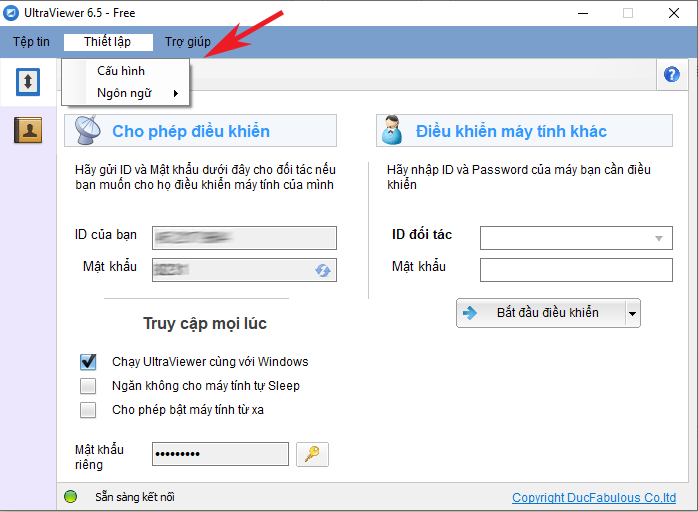 UltraViewer 6.5 - Free
Tệp tin
Thiết lập
Trợ giúp
Cấu hình
Ngôn ngữ
Cho phép điều khiển
Hãy gửi ID và Mật khẩu dưới đây cho đối tác nếu
bạn muốn cho họ điều khiển máy tính của mình
ID của bạn
Mật khẩu
Truy cập mọi lúc
Chạy UltraViewer cùng với Windows
Ngăn không cho máy tính tự Sleep
Cho phép bật máy tính từ xa
Mật khẩu
riêng
Điều khiển máy tính khác
Hãy nhập ID và Password của máy bạn cần điều
khiển
ID đối tác
Mật khẩu
Bắt đầu điều khiển
Sẵn sàng kết nối
Copyright DucFabulous Co,ltd